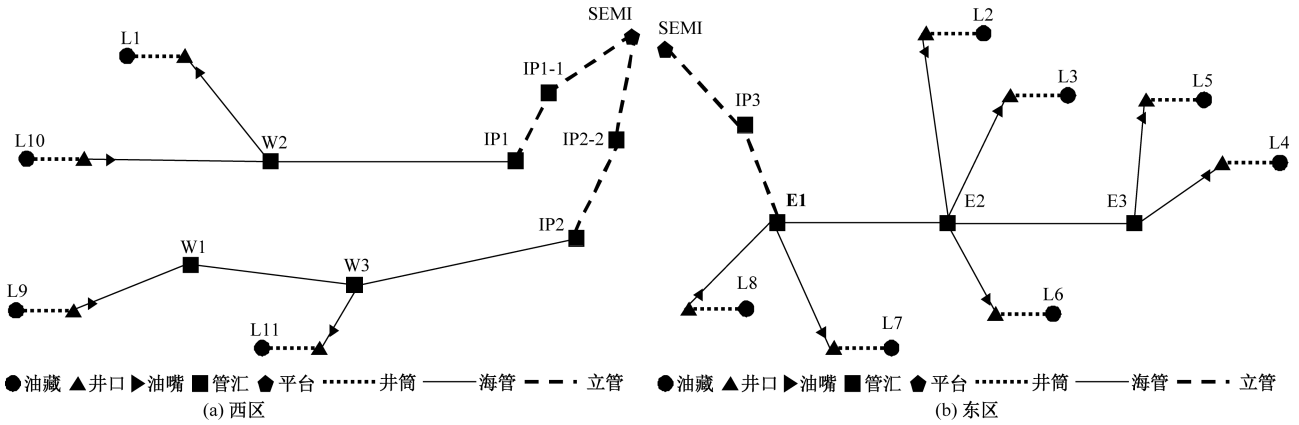 SEMI
L1
IP1-1
L10
W2
IP1
IP2-2
IP2
W1
W3
L9
L11
●油藏 ▲井口 ▶油嘴 ■管汇 平台 井筒 海管 立管
(a) 西区
SEMI
L2
L3
L5
IP3
L4
E1
E2
E3
L8
L6
L7
●油藏 ▲井口 ▶油嘴 ■管汇 平台 井筒 海管 立管
(b) 东区